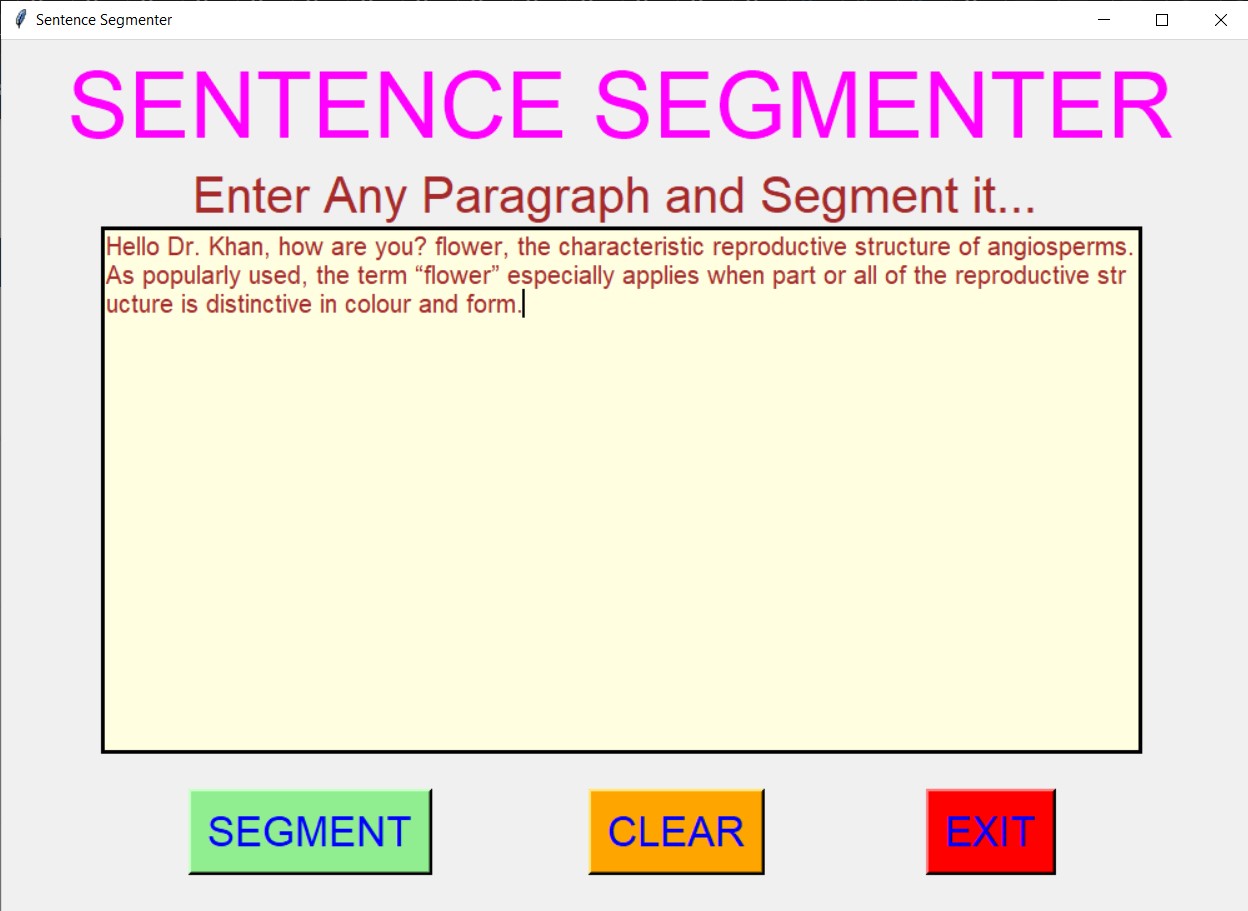 Sentence Segmenter
SENTENCE SEGMENTER
Enter Any Paragraph and Segment it...
Hello Dr. Khan, how are you? flower, the characteristic reproductive structure of angiosperms.
As popularly used, the term “flower” especially applies when part or all of the reproductive str
ucture is distinctive in colour and form.
SEGMENT
CLEAR
EXIT